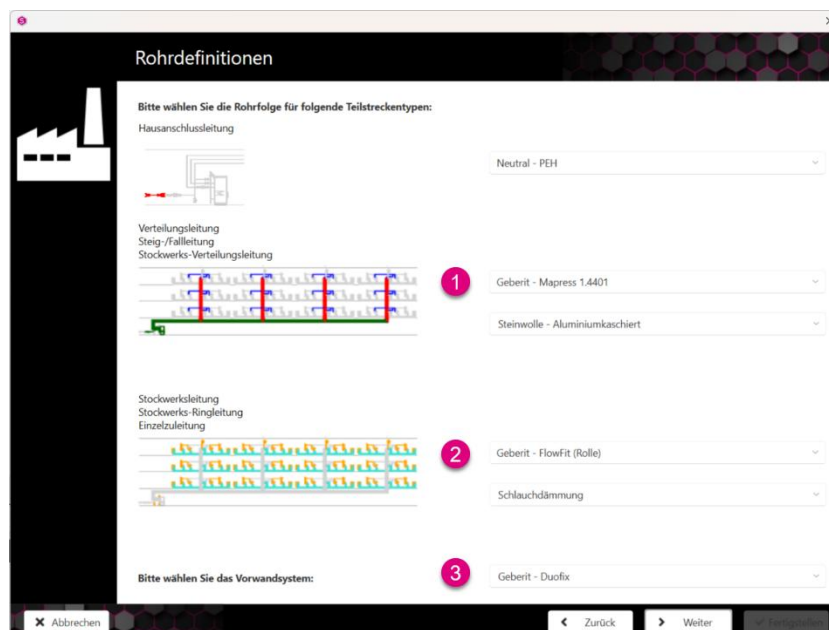 Rohrdefinitionen
Bitte wählen Sie die Rohrfolge für folgende Teilstreckentypen:
Hausanschlussleitung
Neutral - PEH
Verteilungsleitung
Steig-/Fallleitung
Stockwerks-Verteilungsleitung
1 Geberit - Mapress 1.4401
Steinwolle - Aluminiumkaschiert
Stockwerksleitung
Stockwerks-Ringleitung
Einzelzuleitung
2 Geberit - FlowFit (Rolle)
Schlauchdämmung
Bitte wählen Sie das Vorwandsystem: 3 Geberit - Duofix
Abbrechen Zurück Weiter Fertigstellen